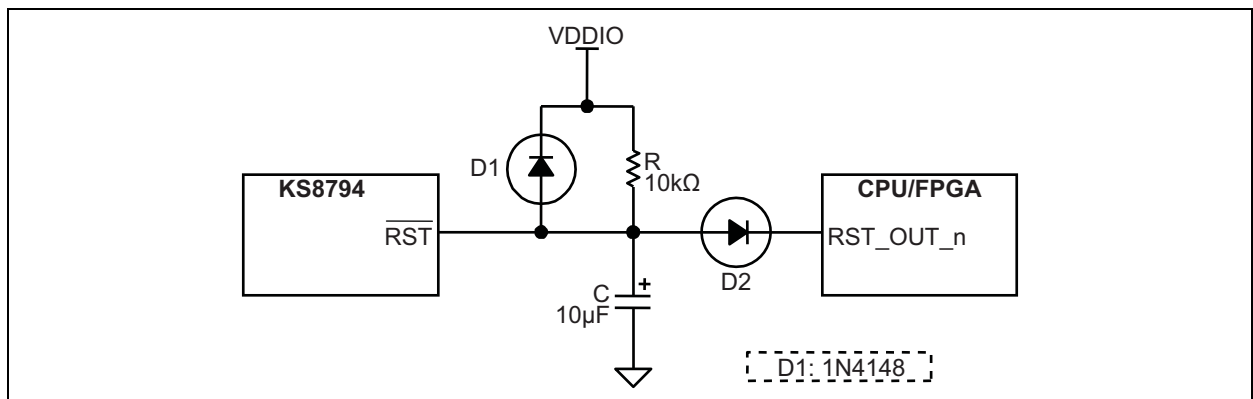 VDDIO
D1
R
10kΩ
KS8794
RST
CPU/FPGA
RST_OUT_n
D2
C
+
10µF
D1: 1N4148